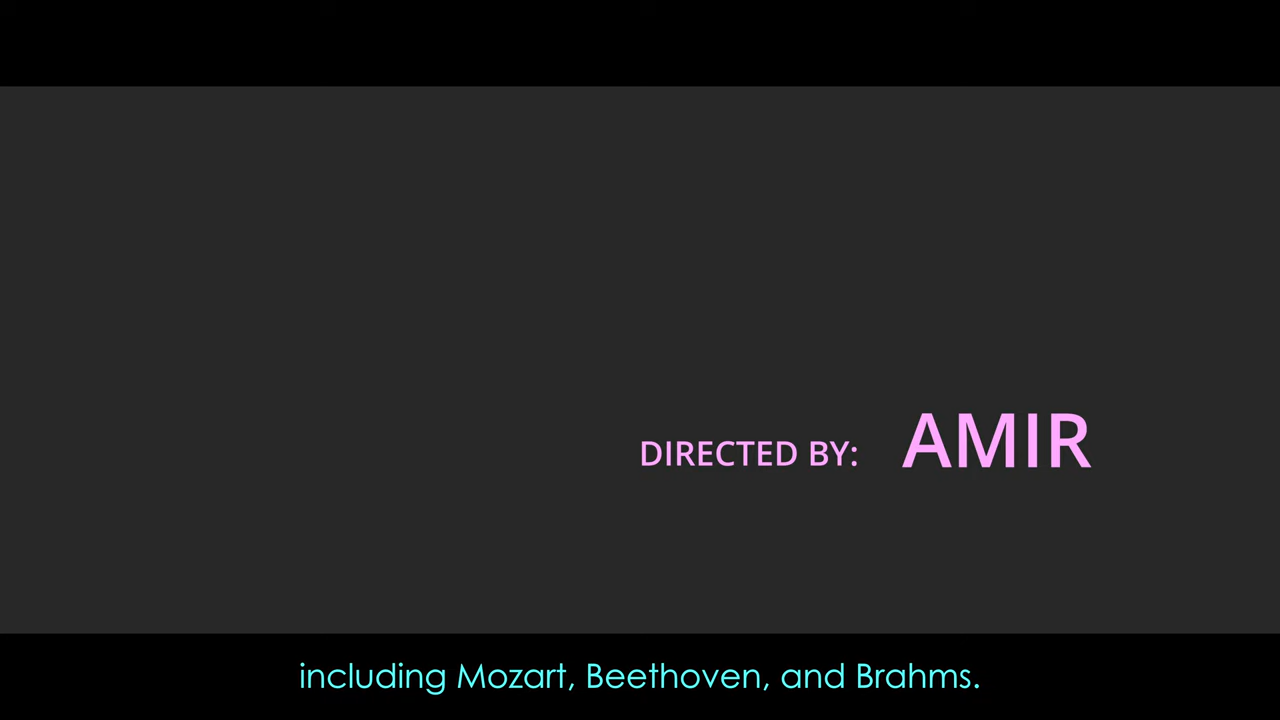 DIRECTED BY: AMIR
including Mozart, Beethoven, and Brahms.